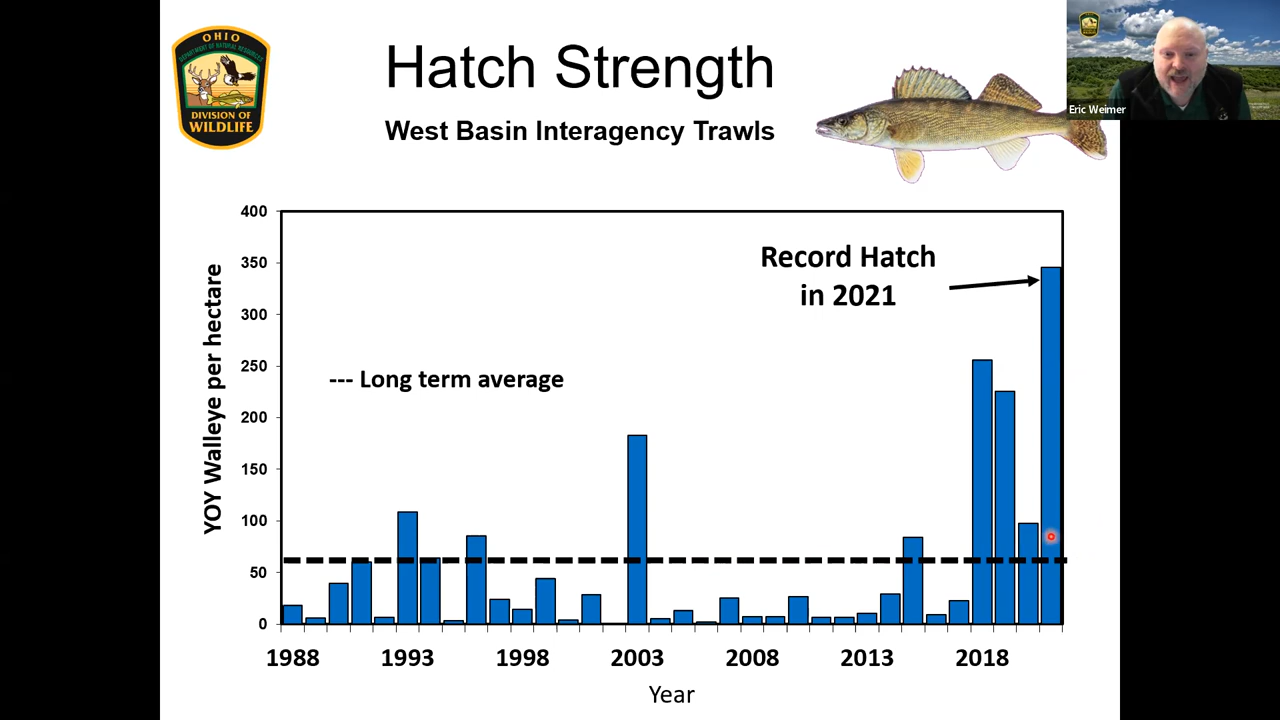 OHIO
DEPARTMENT OF NATURAL RESOURCES
DIVISION OF
WILDLIFE
Hatch Strength
West Basin Interagency Trawls
Eric Weimer
YOY Walleye per hectare
400
350
300
250
200
150
100
50
0
Record Hatch
in 2021
--- Long term average
1988 1993 1998 2003 2008 2013 2018
Year